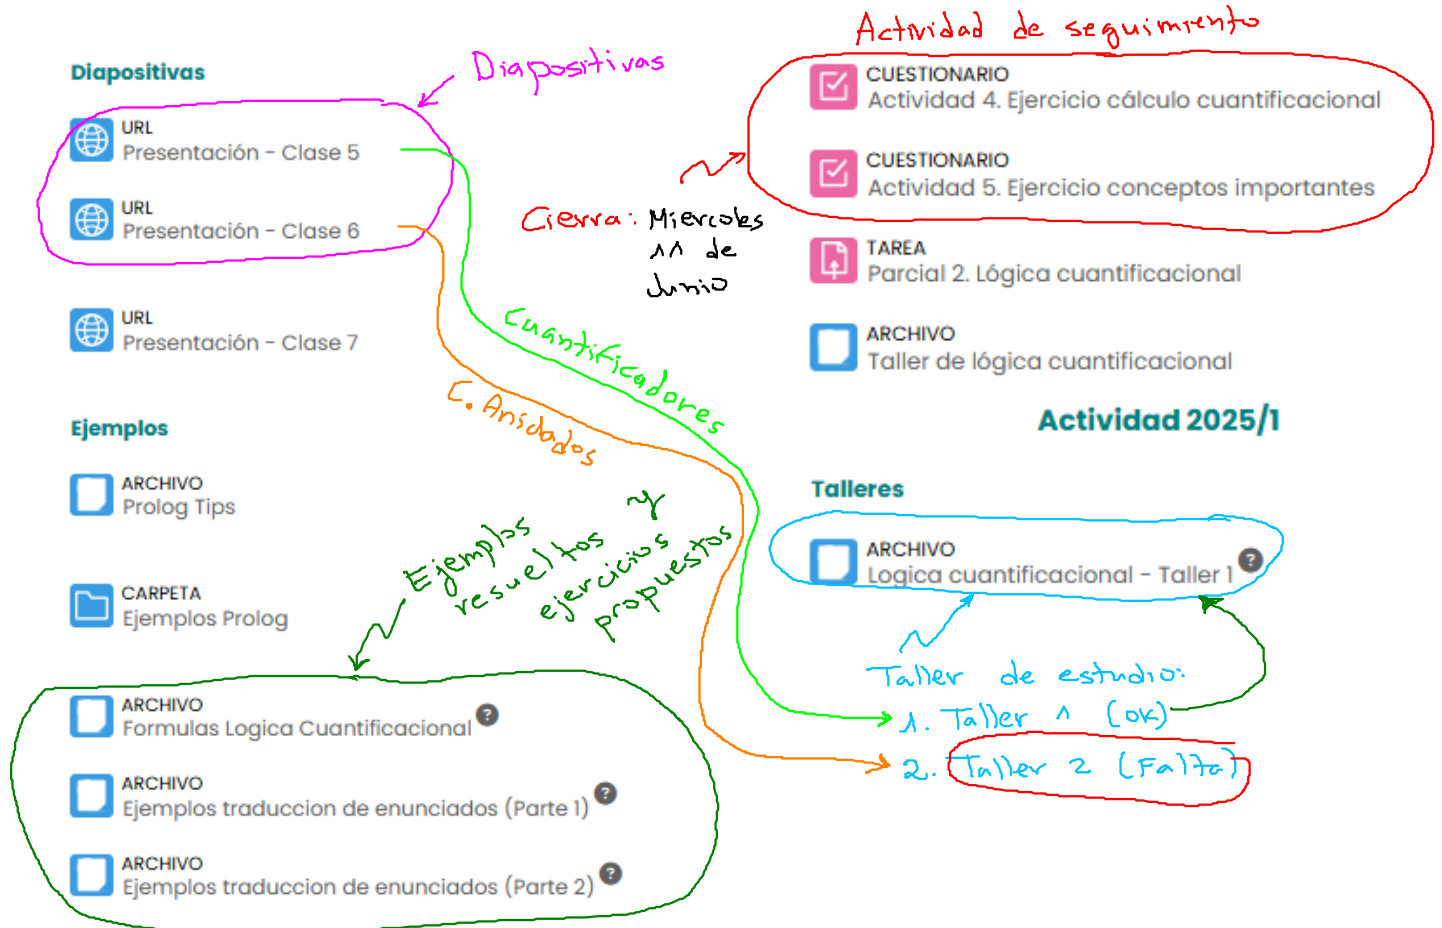 Diapositivas
Diapositivas
URL
Presentación - Clase 5
URL
Presentación - Clase 6
URL
Presentación - Clase 7
Ejemplos
ARCHIVO
Prolog Tips
CARPETA
Ejemplos Prolog
Ejemplos
resueltos y
ejercicios
propuestos
ARCHIVO
Formulas Logica Cuantificacional
ARCHIVO
Ejemplos traduccion de enunciados (Parte 1)
ARCHIVO
Ejemplos traduccion de enunciados (Parte 2)
Cuantificadores
C. Anidados
Actividad de seguimiento
CUESTIONARIO
Actividad 4. Ejercicio cálculo cuantificacional
CUESTIONARIO
Actividad 5. Ejercicio conceptos importantes
Cierra: Miercoles
11 de
Junio
TAREA
Parcial 2. Lógica cuantificacional
ARCHIVO
Taller de lógica cuantificacional
Actividad 2025/1
Talleres
ARCHIVO
Logica cuantificacional - Taller 1
Taller de estudio:
1. Taller 1 (ok)
2. Taller 2 (Falta)